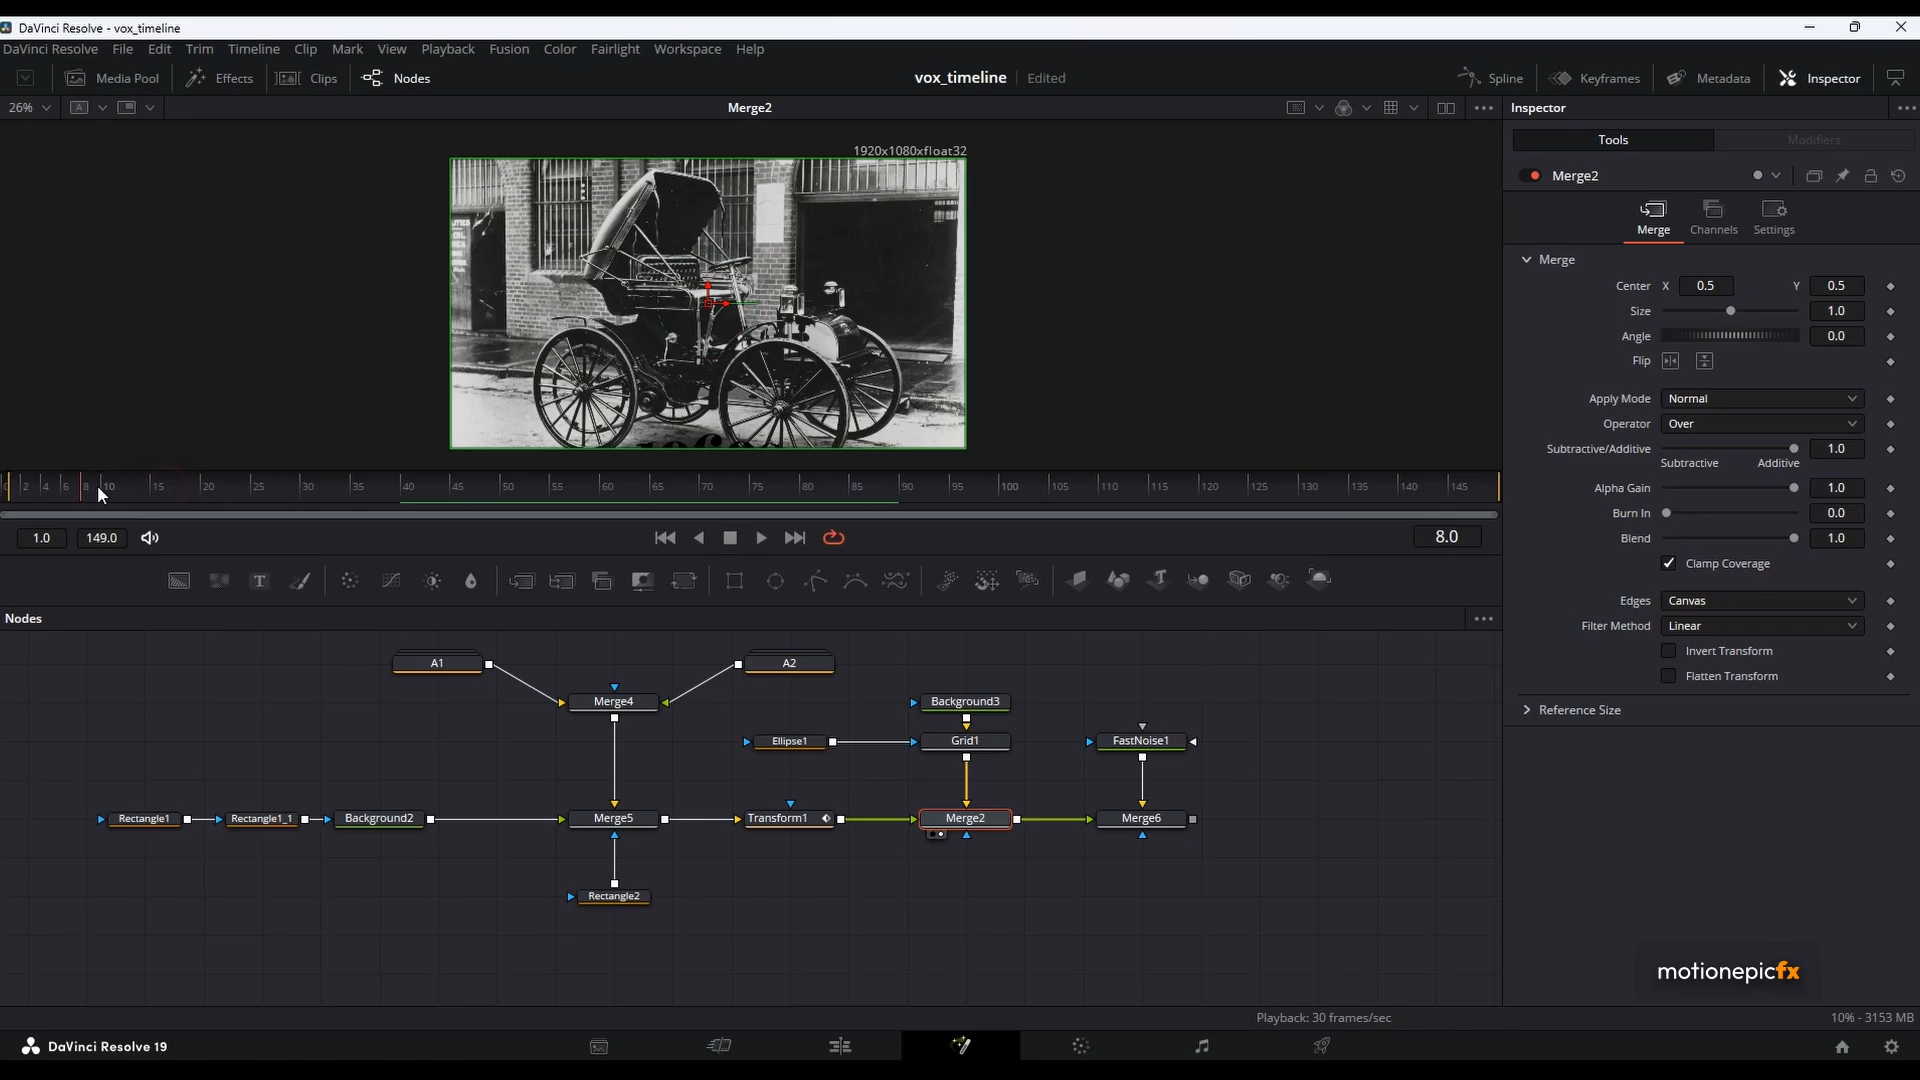 DaVinci Resolve - vox_timeline
DaVinci Resolve File Edit Trim Timeline Clip Mark View Playback Fusion Color Fairlight Workspace Help
Media Pool Effects Clips Nodes vox_timeline Edited Spline Keyframes Metadata Inspector
26% A Merge2 Inspector
1920x1080xfloat32
Tools Modifiers
Merge2
Merge Channels Settings
Merge
Center X 0.5 Y 0.5
Size 1.0
Angle 0.0
Flip
Apply Mode Normal
Operator Over
Subtractive/Additive 1.0
Subtractive Additive
Alpha Gain 1.0
Burn In 0.0
Blend 1.0
Clamp Coverage
Edges Canvas
Filter Method Linear
Invert Transform
Flatten Transform
Reference Size
0 2 4 6 8 10 15 20 25 30 35 40 45 50 55 60 65 70 75 80 85 90 95 100 105 110 115 120 125 130 135 140 145
1.0 149.0 8.0
T T
Nodes
A1 A2
Merge4 Background3
Ellipse1 Grid1 FastNoise1
Rectangle1 Rectangle1_1 Background2 Merge5 Transform1 Merge2 Merge6
Rectangle2
motionepicfx
Playback: 30 frames/sec 10% - 3153 MB
DaVinci Resolve 19